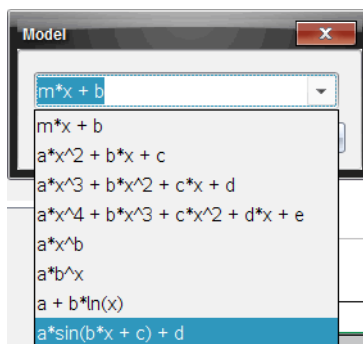 Model
m*x + b
m*x + b
a*x^2 + b*x + c
a*x^3 + b*x^2 + c*x + d
a*x^4 + b*x^3 + c*x^2 + d*x + e
a*x^b
a*b^x
a + b*ln(x)
a*sin(b*x + c) + d